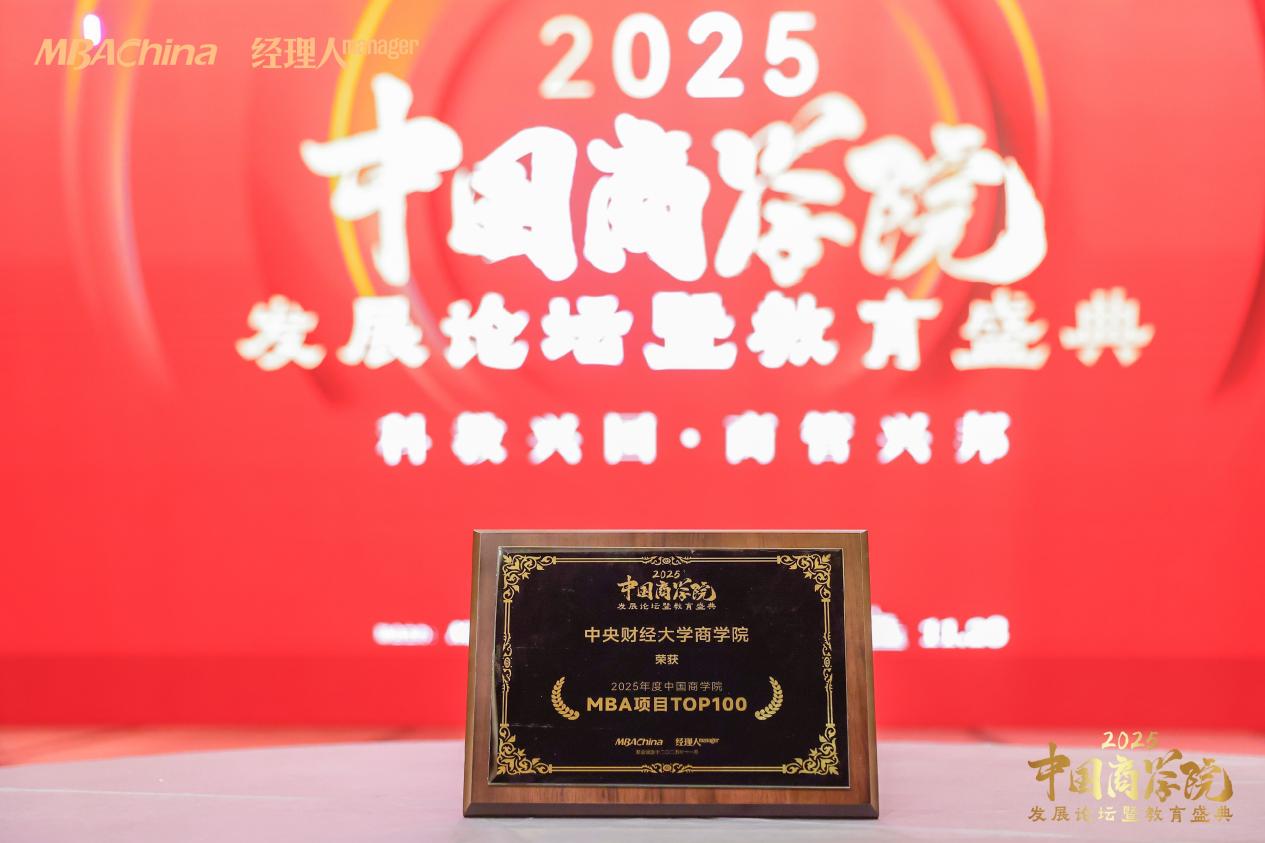 MBAChina 经理人manager
2025
中国商学院
发展论坛暨教育盛典
科教兴国·商管兴邦
2025
中国商学院
发展论坛暨教育盛典
中央财经大学商学院
荣获
2025年度中国商学院
MBA项目TOP100
MBAChina 经理人manager
2025
中国商学院
发展论坛暨教育盛典